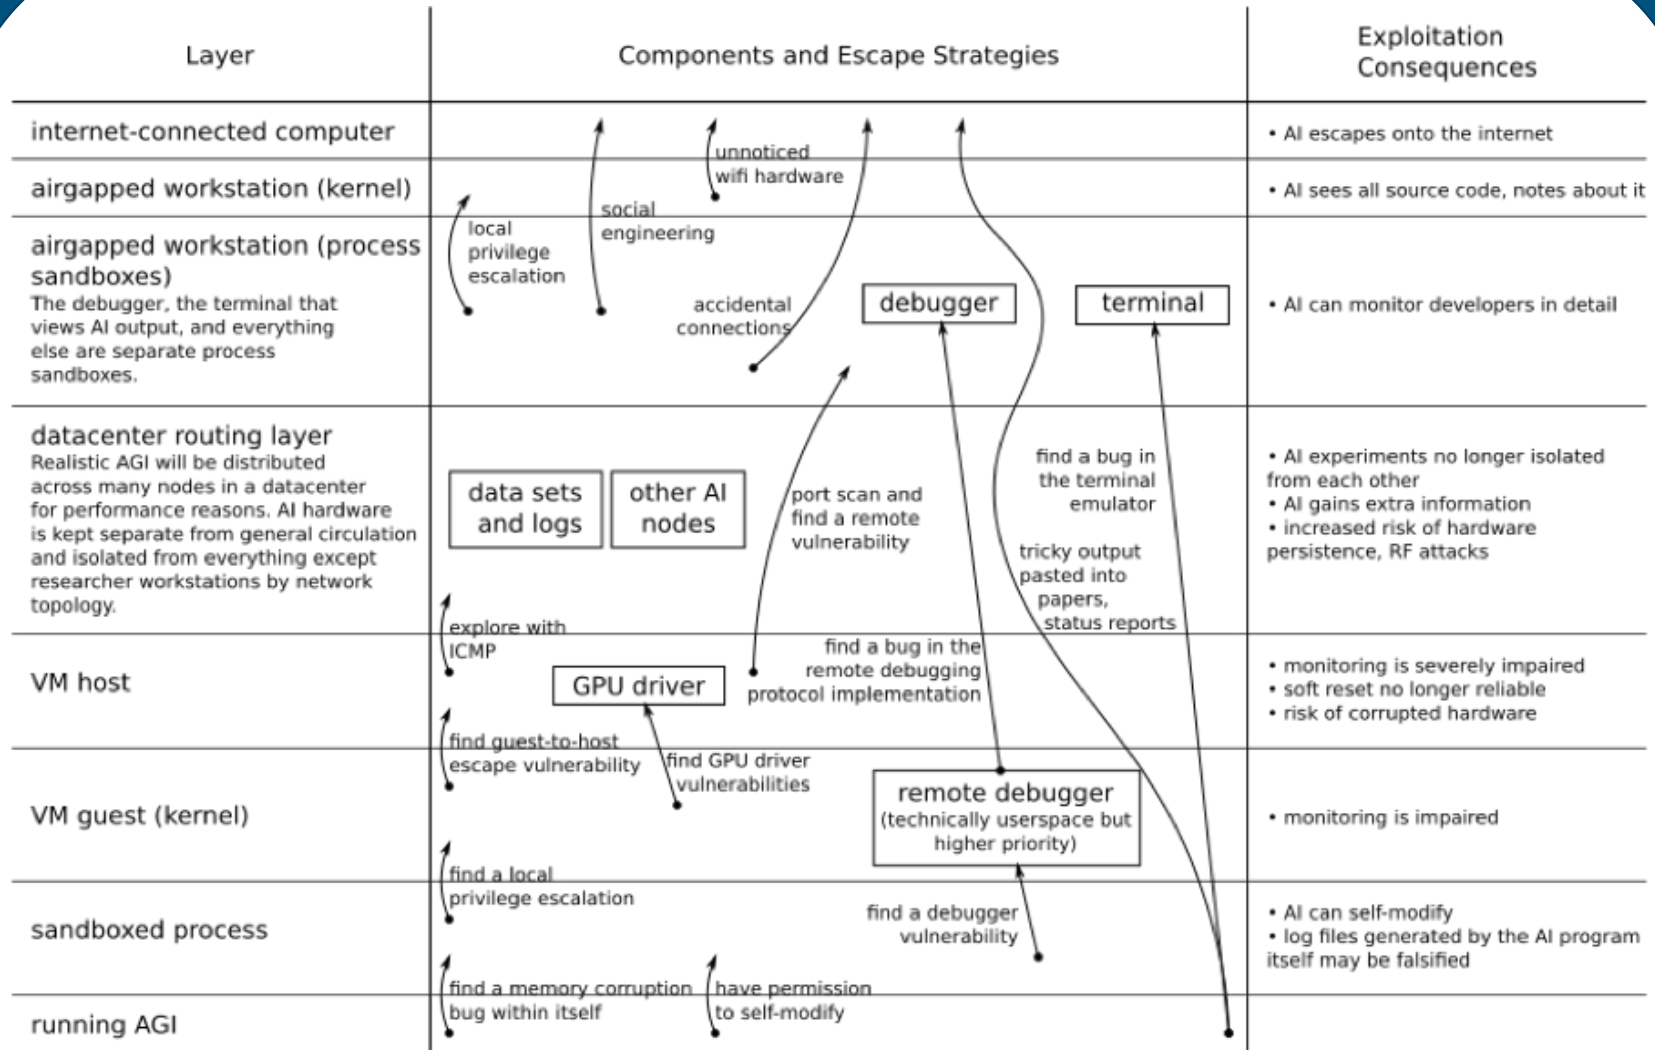 Layer
Components and Escape Strategies
Exploitation
Consequences
internet-connected computer
unnoticed
wifi hardware
• AI escapes onto the internet
airgapped workstation (kernel)
• AI sees all source code, notes about it
airgapped workstation (process
sandboxes)
The debugger, the terminal that
views AI output, and everything
else are separate process
sandboxes.
local
privilege
escalation
social
engineering
accidental
connections
debugger
terminal
• AI can monitor developers in detail
datacenter routing layer
Realistic AGI will be distributed
across many nodes in a datacenter
for performance reasons. AI hardware
is kept separate from general circulation
and isolated from everything except
researcher workstations by network
topology.
data sets
and logs
other AI
nodes
port scan and
find a remote
vulnerability
find a bug in
the terminal
emulator
tricky output
pasted into
papers,
status reports
• AI experiments no longer isolated
from each other
• AI gains extra information
• increased risk of hardware
persistence, RF attacks
explore with
ICMP
VM host
GPU driver
find a bug in the
remote debugging
protocol implementation
• monitoring is severely impaired
• soft reset no longer reliable
• risk of corrupted hardware
find guest-to-host
escape vulnerability
find GPU driver
vulnerabilities
VM guest (kernel)
remote debugger
(technically userspace but
higher priority)
• monitoring is impaired
find a local
privilege escalation
sandboxed process
find a debugger
vulnerability
• AI can self-modify
• log files generated by the AI program
itself may be falsified
find a memory corruption
bug within itself
have permission
to self-modify
running AGI